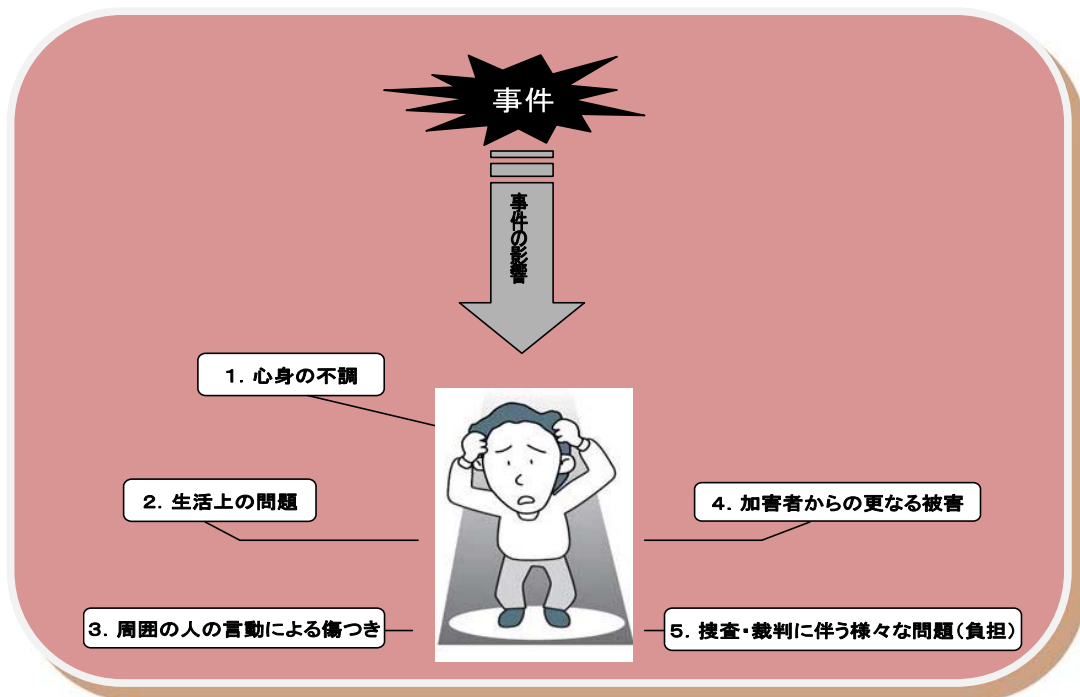 事件
事件の影響
1. 心身の不調
2. 生活上の問題
4. 加害者からの更なる被害
3. 周囲の人の言動による傷つき
5. 捜査・裁判に伴う様々な問題(負担)